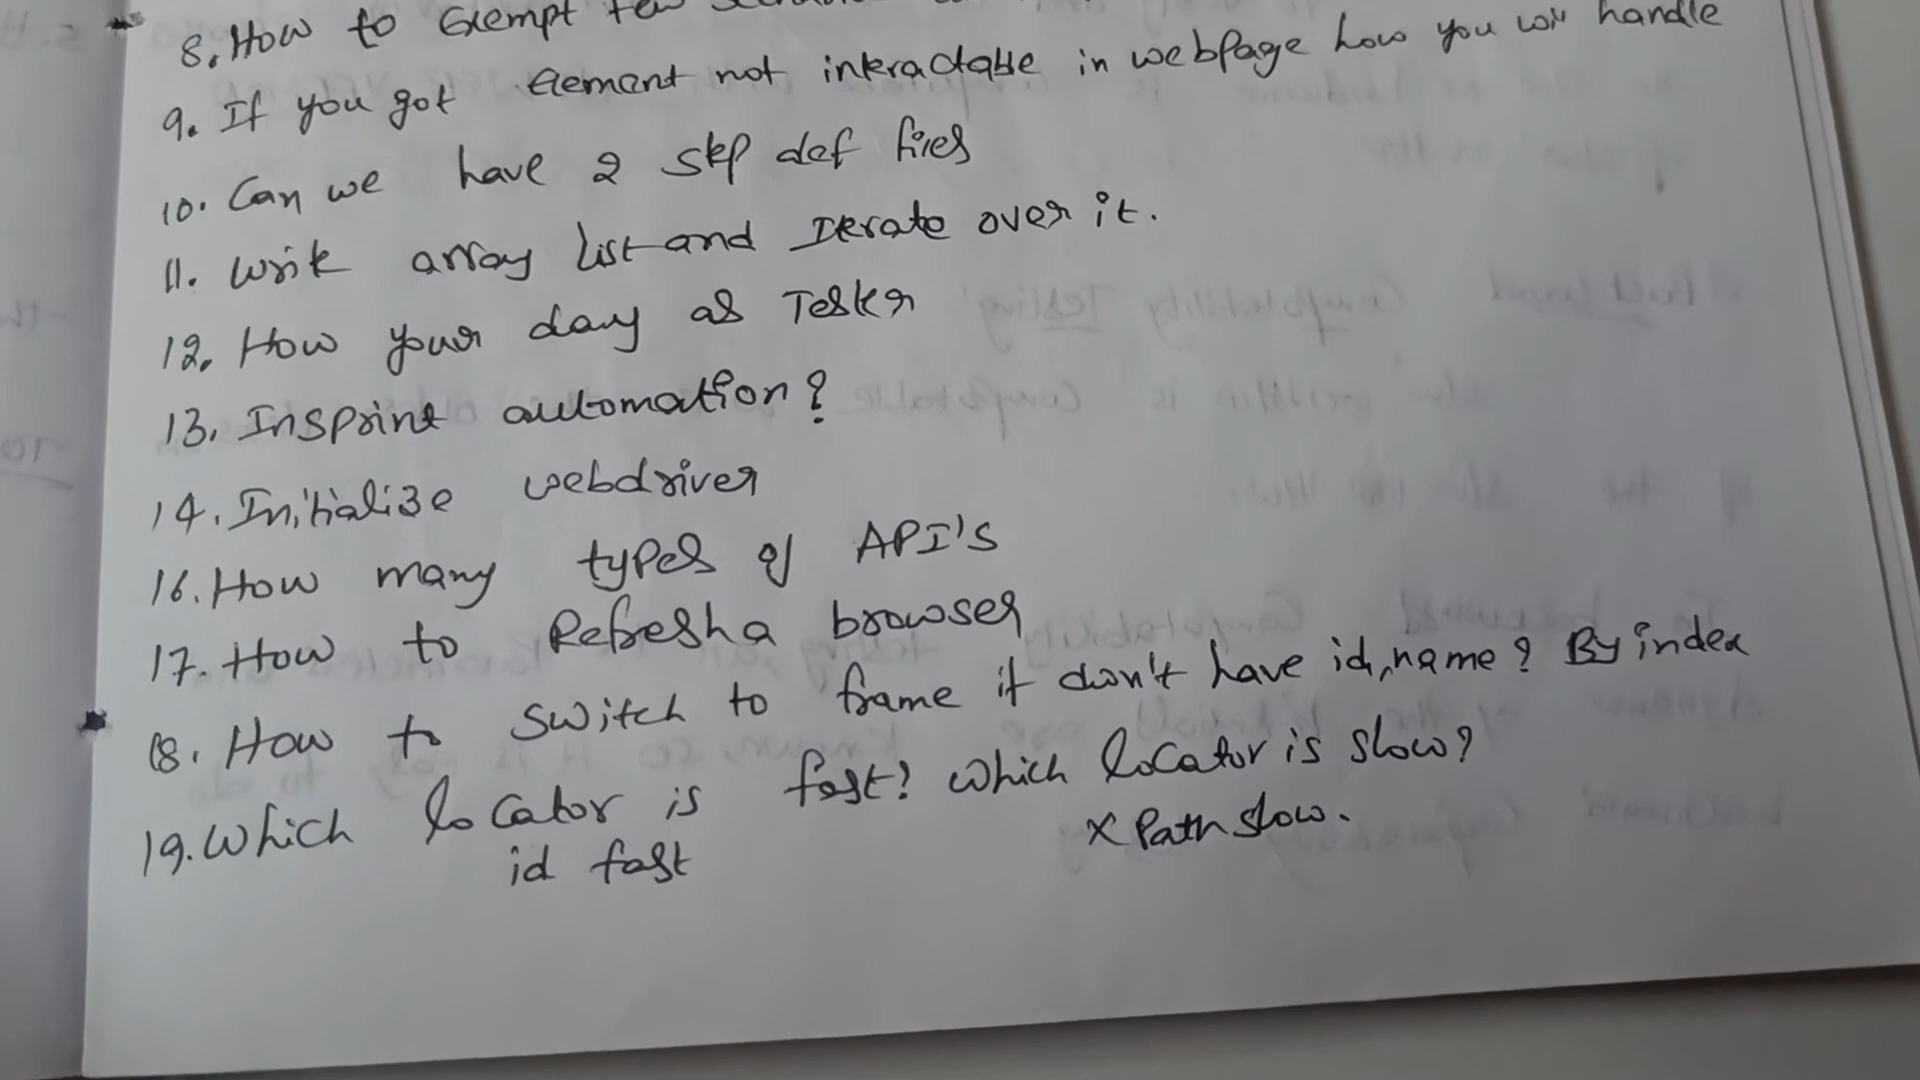 8. How to Exempt few
9. If you got Element not interactable in webpage how you will handle
10. Can we have 2 step def files
11. Write array list and Iterate over it.
12. How your day as Tester
13. Insprint automation?
14. Initialize webdriver
16. How many types of API's
17. How to Refresh a browser
18. How to switch to frame if don't have id, name? By index
19. Which locator is fast? which locator is slow?
id fast X Path slow.